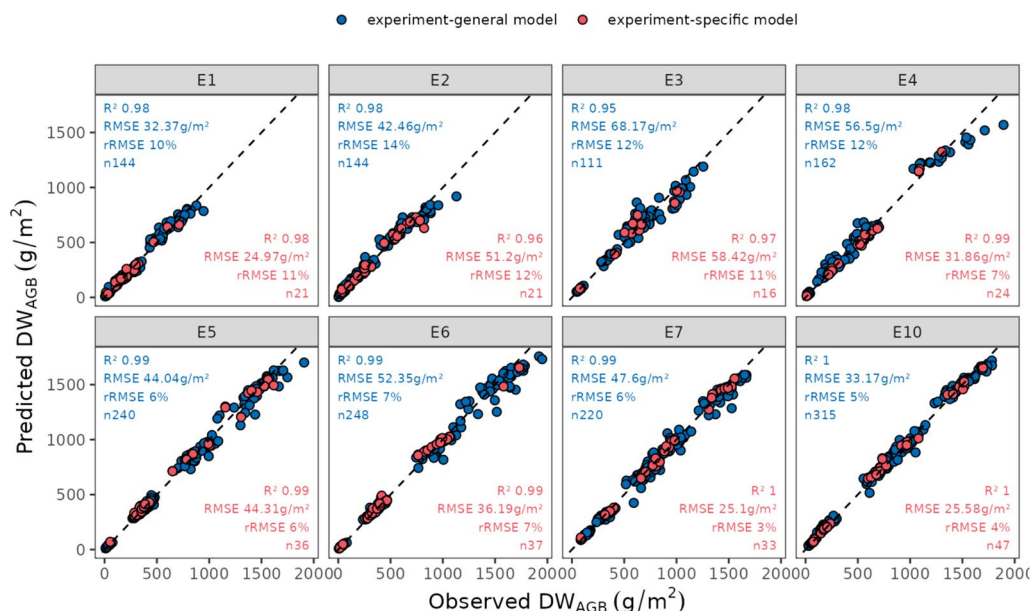 experiment-general model experiment-specific model
E1 E2 E3 E4
R² 0.98
RMSE 32.37g/m²
rRMSE 10%
n144
R² 0.98
RMSE 24.97g/m²
rRMSE 11%
n21
R² 0.98
RMSE 42.46g/m²
rRMSE 14%
n144
R² 0.96
RMSE 51.2g/m²
rRMSE 12%
n21
R² 0.95
RMSE 68.17g/m²
rRMSE 12%
n111
R² 0.97
RMSE 58.42g/m²
rRMSE 11%
n16
R² 0.98
RMSE 56.5g/m²
rRMSE 12%
n162
R² 0.99
RMSE 31.86g/m²
rRMSE 7%
n24
1500
1000
500
0
E5 E6 E7 E10
R² 0.99
RMSE 44.04g/m²
rRMSE 6%
n240
R² 0.99
RMSE 44.31g/m²
rRMSE 6%
n36
R² 0.99
RMSE 52.35g/m²
rRMSE 7%
n248
R² 0.99
RMSE 36.19g/m²
rRMSE 7%
n37
R² 0.99
RMSE 47.6g/m²
rRMSE 6%
n220
R² 1
RMSE 25.1g/m²
rRMSE 3%
n33
R² 1
RMSE 33.17g/m²
rRMSE 5%
n315
R² 1
RMSE 25.58g/m²
rRMSE 4%
n47
1500
1000
500
0
0 500 1000 1500 2000 0 500 1000 1500 2000 0 500 1000 1500 2000 0 500 1000 1500 2000
Predicted DW_AGB (g/m²)
Observed DW_AGB (g/m²)